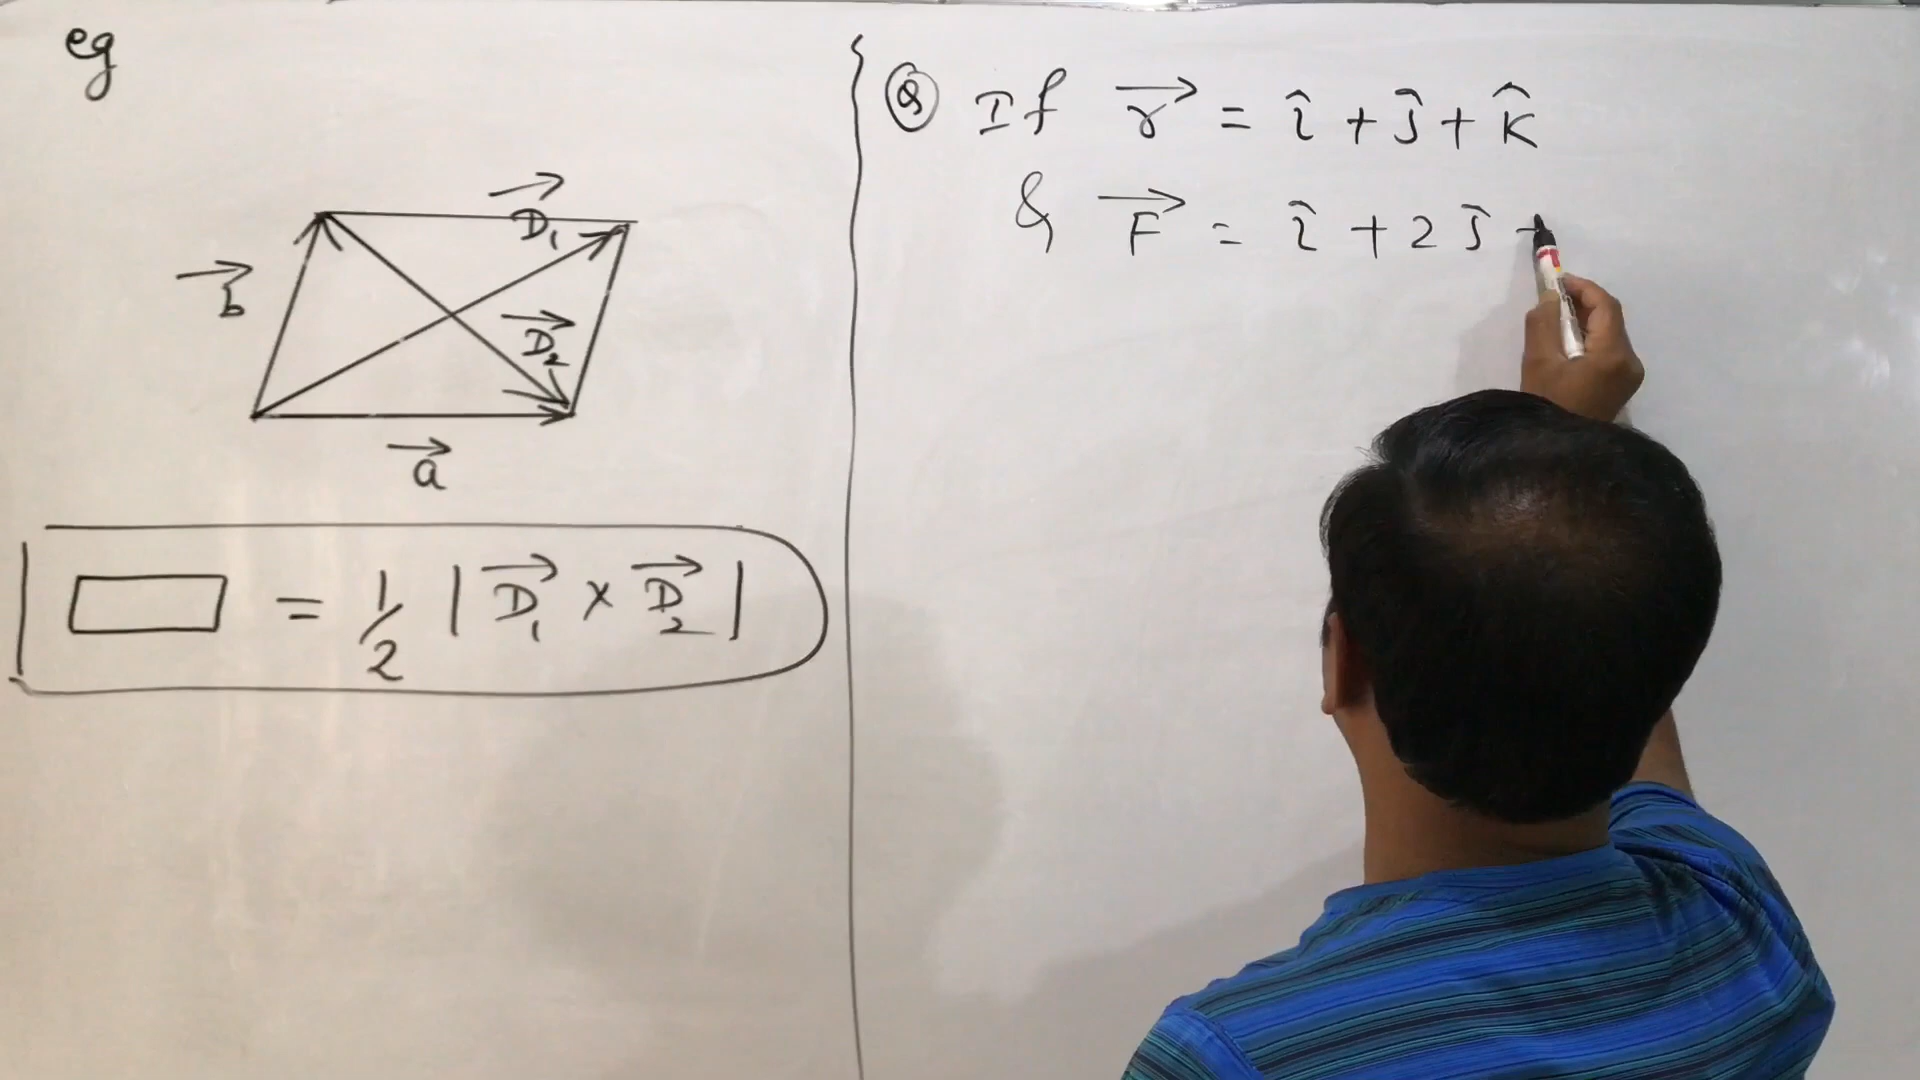 eg
→D₁
→b
→D₂
→a
▭ = 1/2 |→D₁ × →D₂|
Q If →r = î + ĵ + k̂
& →F = î + 2ĵ +